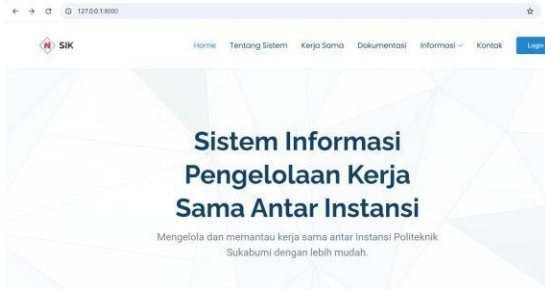 127.0.0.1:8000
N SIK Home Tentang Sistem Kerja Sama Dokumentasi Informasi Kontak Login
Sistem Informasi
Pengelolaan Kerja
Sama Antar Instansi
Mengelola dan memantau kerja sama antar instansi Politeknik
Sukabumi dengan lebih mudah.